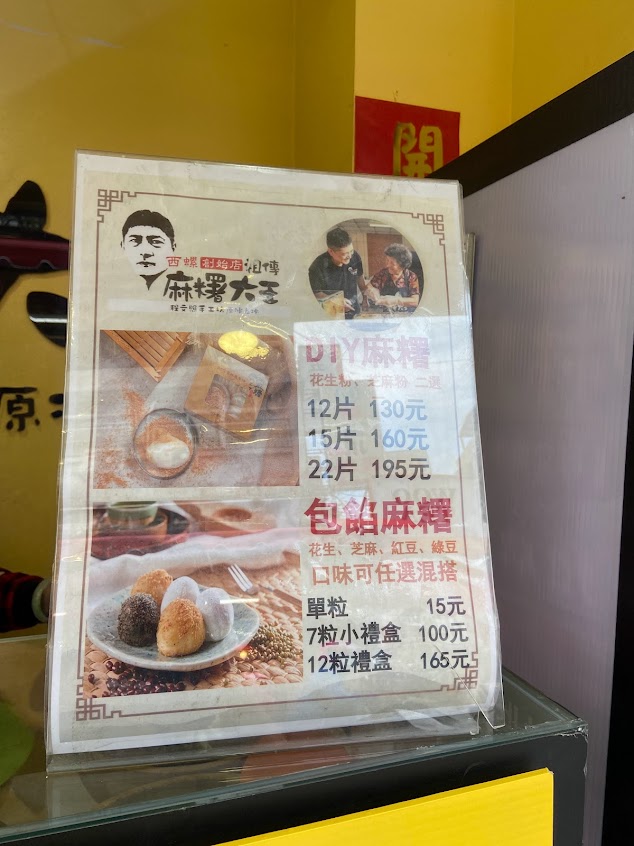 開
西螺創始店 祖傳
麻糬大王
DIY麻糬
花生粉、芝麻粉 二選
12片 130元
15片 160元
22片 195元
原
包餡麻糬
花生、芝麻、紅豆、綠豆
口味可任選混搭
單粒 15元
7粒小禮盒 100元
12粒禮盒 165元